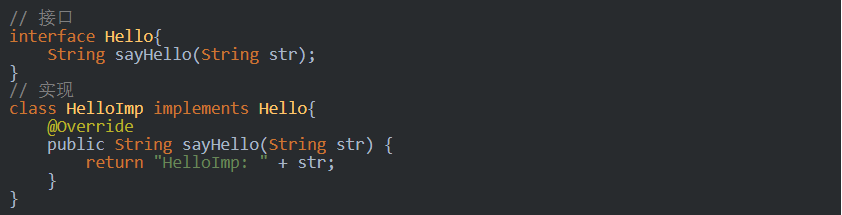 // 接口
interface Hello{
    String sayHello(String str);
}
// 实现
class HelloImp implements Hello{
    @Override
    public String sayHello(String str) {
        return "HelloImp: " + str;
    }
}